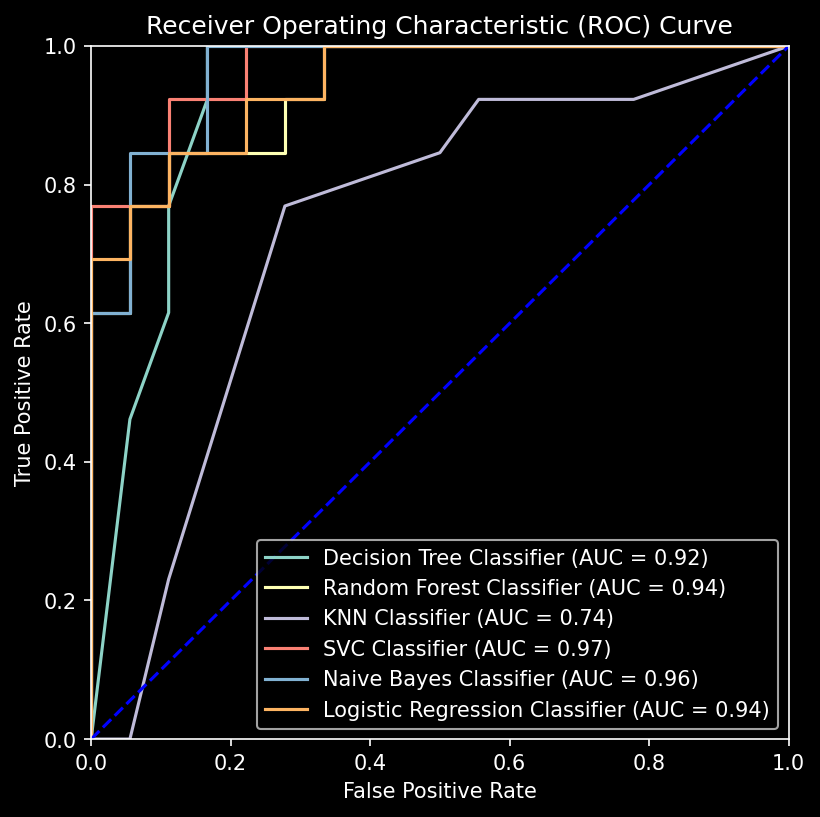 Receiver Operating Characteristic (ROC) Curve
1.0
0.8
0.6
0.4
0.2
0.0
True Positive Rate
Decision Tree Classifier (AUC = 0.92)
Random Forest Classifier (AUC = 0.94)
KNN Classifier (AUC = 0.74)
SVC Classifier (AUC = 0.97)
Naive Bayes Classifier (AUC = 0.96)
Logistic Regression Classifier (AUC = 0.94)
0.0 0.2 0.4 0.6 0.8 1.0
False Positive Rate